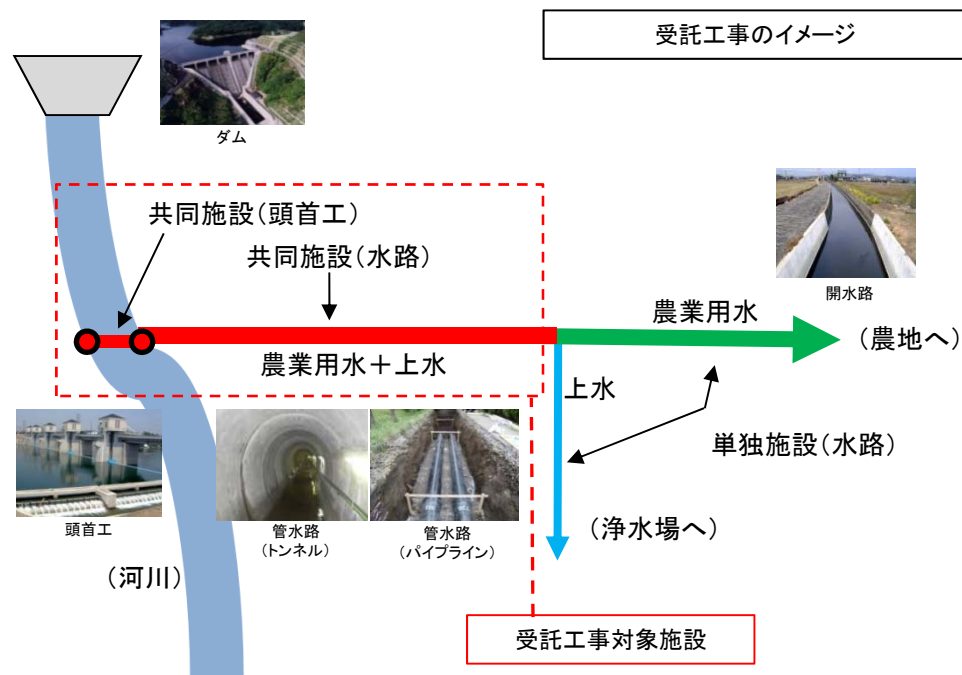 受託工事のイメージ
ダム
共同施設(頭首工)
共同施設(水路)
開水路
農業用水
(農地へ)
農業用水+上水
上水
単独施設(水路)
頭首工
管水路
(トンネル)
管水路
(パイプライン)
(浄水場へ)
(河川)
受託工事対象施設